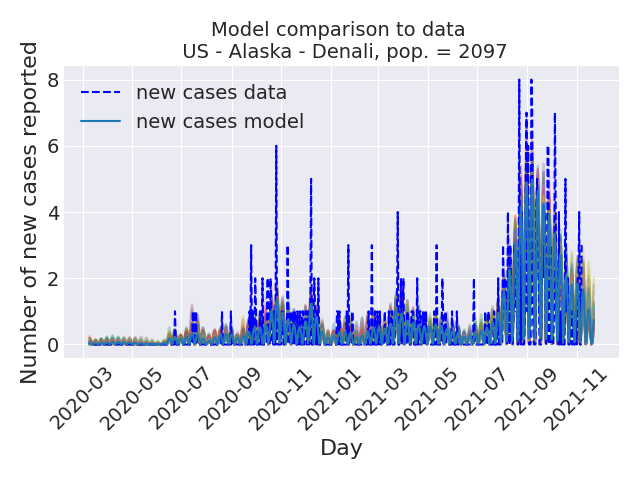 Model comparison to data
US - Alaska - Denali, pop. = 2097
Number of new cases reported
8
6
4
2
0
new cases data
new cases model
2020-03
2020-05
2020-07
2020-09
2020-11
2021-01
2021-03
2021-05
2021-07
2021-09
2021-11
Day